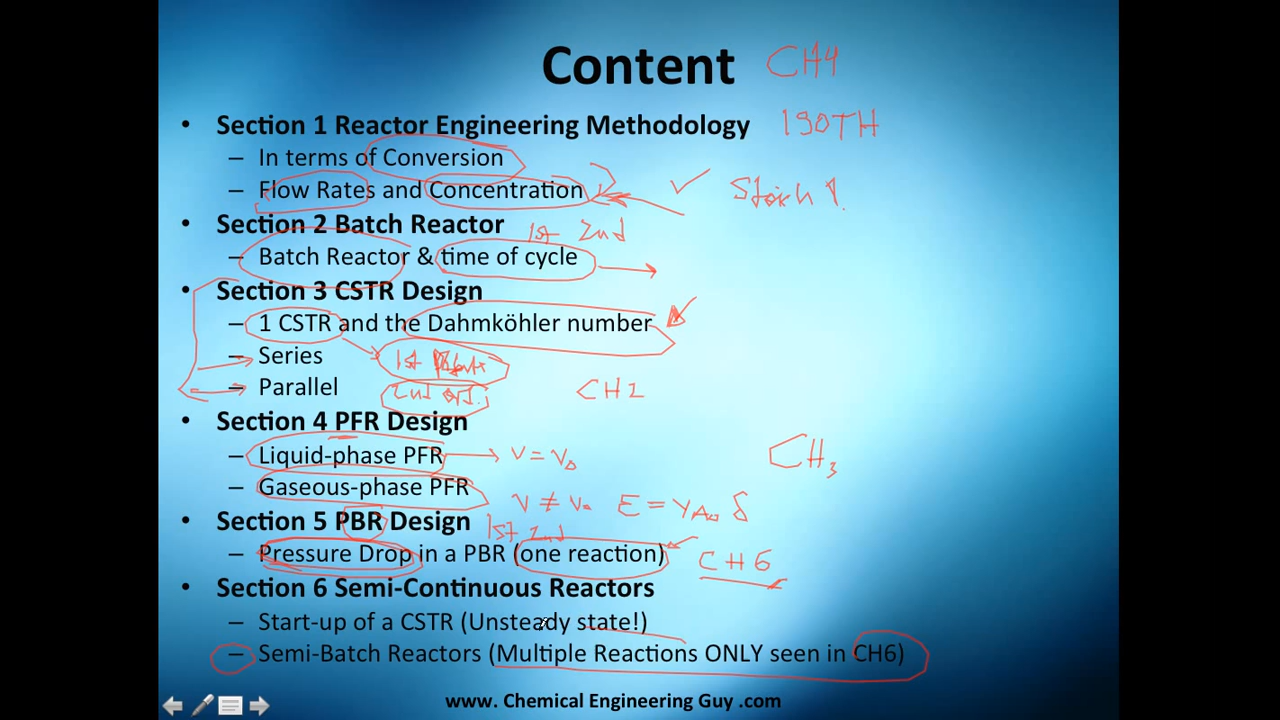 Content CH4
• Section 1 Reactor Engineering Methodology ISOTH
– In terms of Conversion
– Flow Rates and Concentration ✓
• Section 2 Batch Reactor 1st 2nd
– Batch Reactor & time of cycle
• Section 3 CSTR Design
– 1 CSTR and the Dahmköhler number
– Series 1st
– Parallel 2nd CH2
• Section 4 PFR Design
– Liquid-phase PFR → v = v₀ CH3
– Gaseous-phase PFR v ≠ v₀ E = yA₀ δ
• Section 5 PBR Design 1st 2nd
– Pressure Drop in a PBR (one reaction) CH6
• Section 6 Semi-Continuous Reactors
– Start-up of a CSTR (Unsteady state!)
– Semi-Batch Reactors (Multiple Reactions ONLY seen in CH6)
www. Chemical Engineering Guy .com